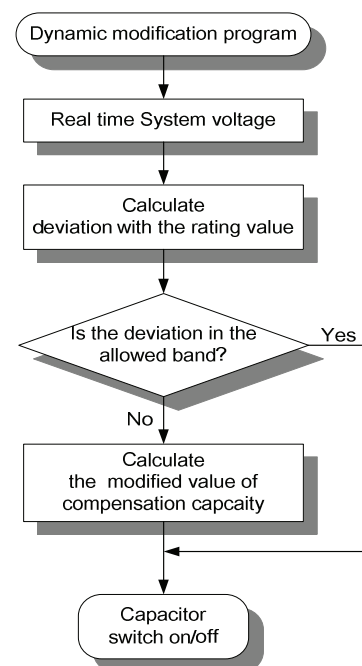 Dynamic modification program
Real time System voltage
Calculate
deviation with the rating value
Is the deviation in the
allowed band?
Yes
No
Calculate
the modified value of
compensation capcaity
Capacitor
switch on/off